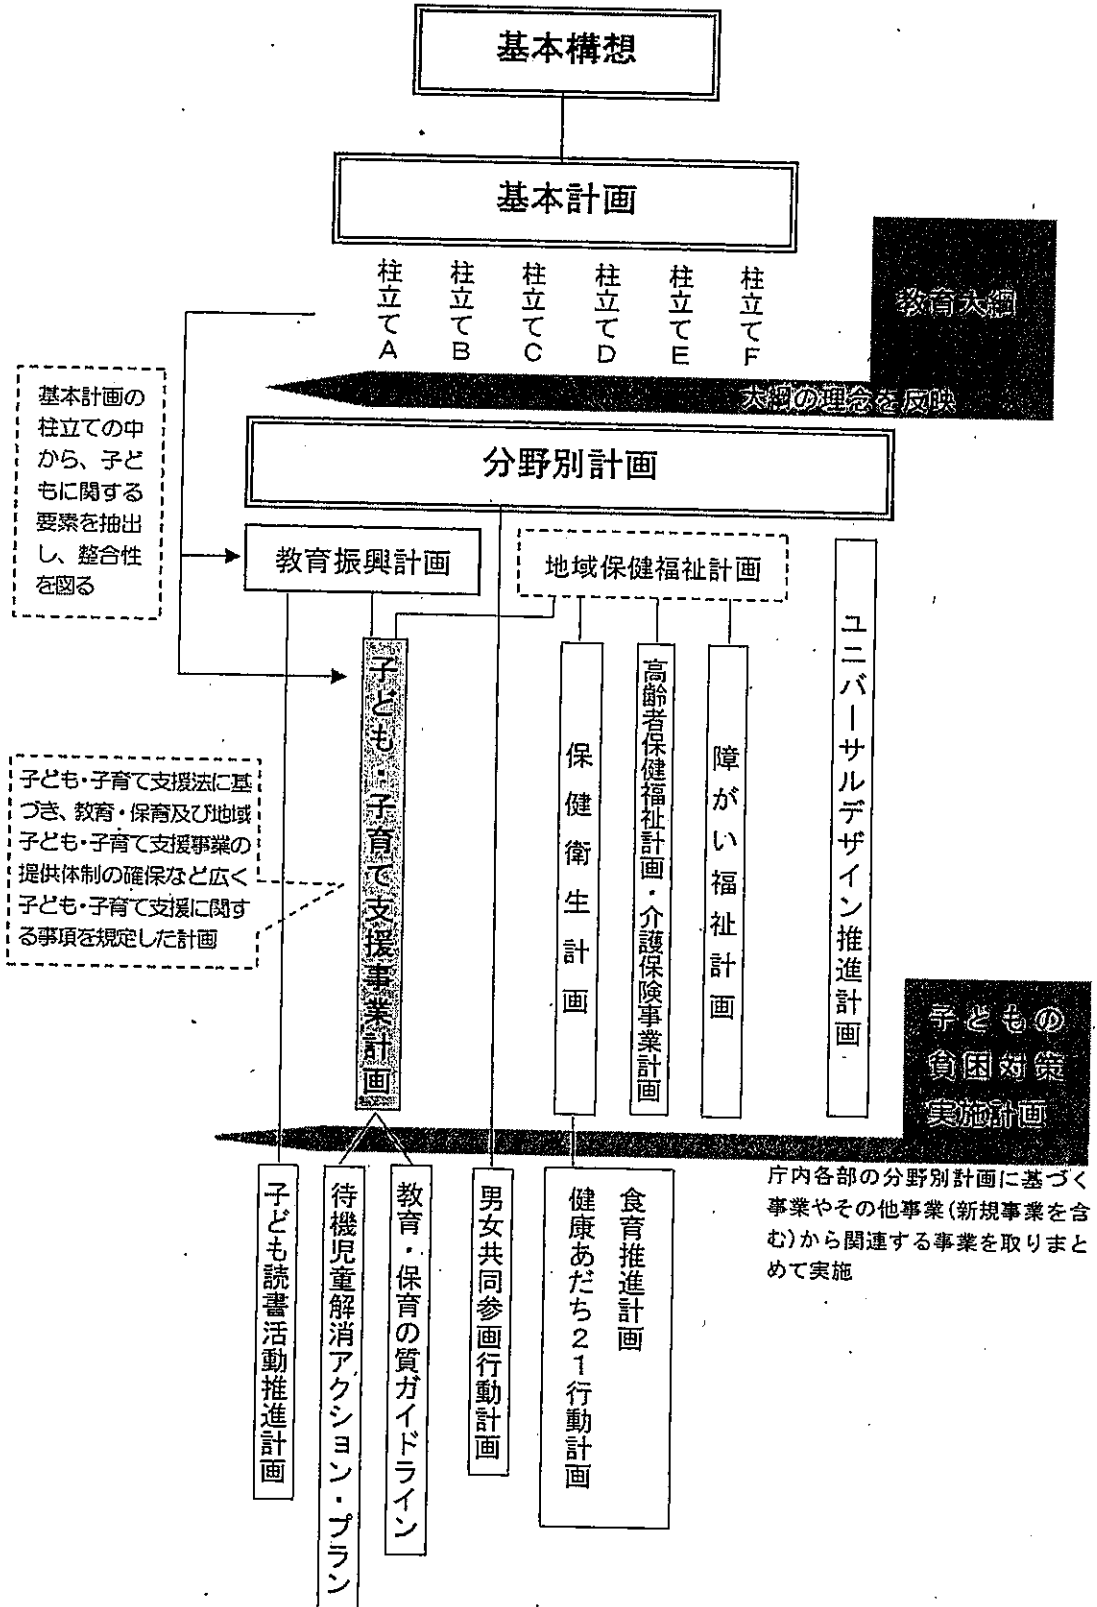 基本構想
基本計画
柱立てA
柱立てB
柱立てC
柱立てD
柱立てE
柱立てF
教育大綱
大綱の理念を反映
基本計画の
柱立ての中
から、子ど
もに関する
要素を抽出
し、整合性
を図る
分野別計画
教育振興計画
地域保健福祉計画
子ども・子育て支援事業計画
保健衛生計画
高齢者保健福祉計画・介護保険事業計画
障がい福祉計画
ユニバーサルデザイン推進計画
子ども・子育て支援法に基
づき、教育・保育及び地域
子ども・子育て支援事業の
提供体制の確保など広く
子ども・子育て支援に関す
る事項を規定した計画
子どもの
貧困対策
実施計画
庁内各部の分野別計画に基づく
事業やその他事業(新規事業を含
む)から関連する事業を取りまと
めて実施
子ども読書活動推進計画
待機児童解消アクション・プラン
教育・保育の質ガイドライン
男女共同参画行動計画
食育推進計画
健康あだち21行動計画